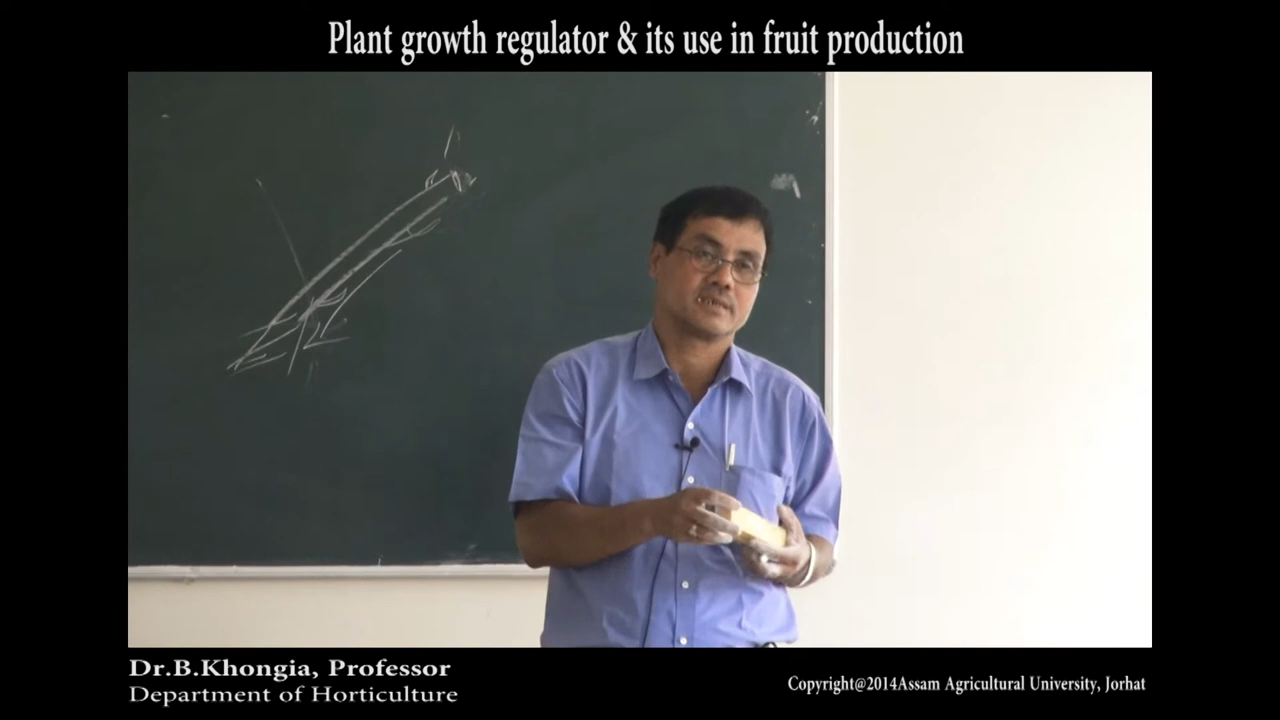 Plant growth regulator & its use in fruit production
Dr.B.Khongia, Professor
Department of Horticulture
Copyright@2014Assam Agricultural University, Jorhat